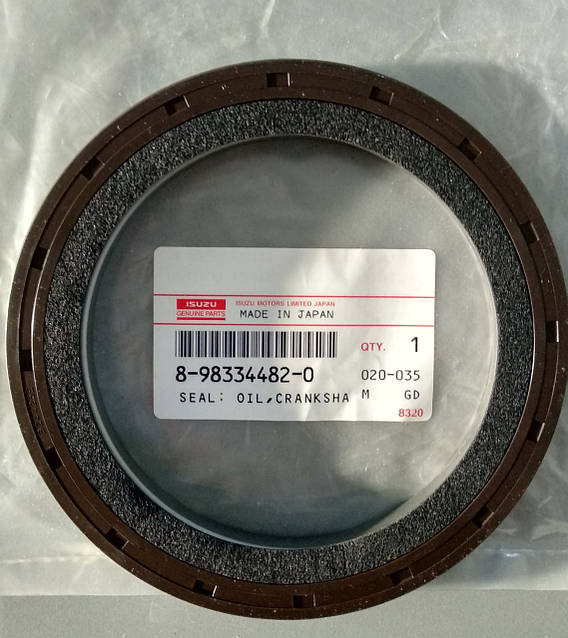 ISUZU
GENUINE PARTS
ISUZU MOTORS LIMITED JAPAN
MADE IN JAPAN
QTY. 1
8-98334482-0
020-035
SEAL: OIL,CRANKSHA M GD
8320